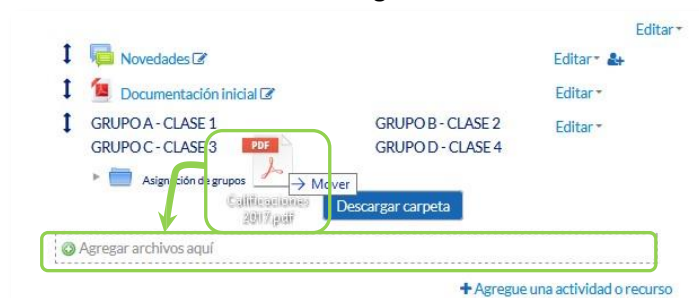 Editar
Novedades Editar
Documentación inicial Editar
GRUPO A - CLASE 1 GRUPO B - CLASE 2 Editar
GRUPO C - CLASE 3 GRUPO D - CLASE 4
PDF
Asignación de grupos
→ Mover
Calificaciones
2017.pdf
Descargar carpeta
Agregar archivos aquí
+ Agregue una actividad o recurso